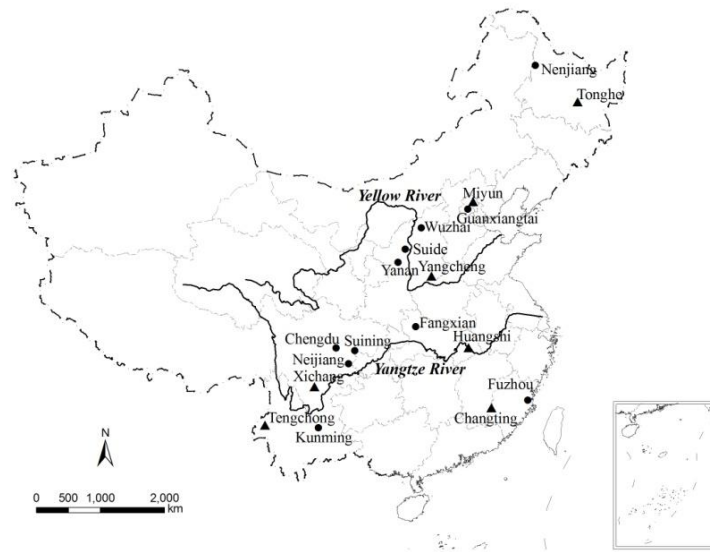 Nenjiang
Tonghe
Miyun
Yellow River
Guanxiangtai
Wuzhai
Suide
Yanan
Yangcheng
Fangxian
Huangshi
Chengdu
Suining
Neijiang
Yangtze River
Xichang
Fuzhou
Changting
Tengchong
Kunming
N
0 500 1,000 2,000
km